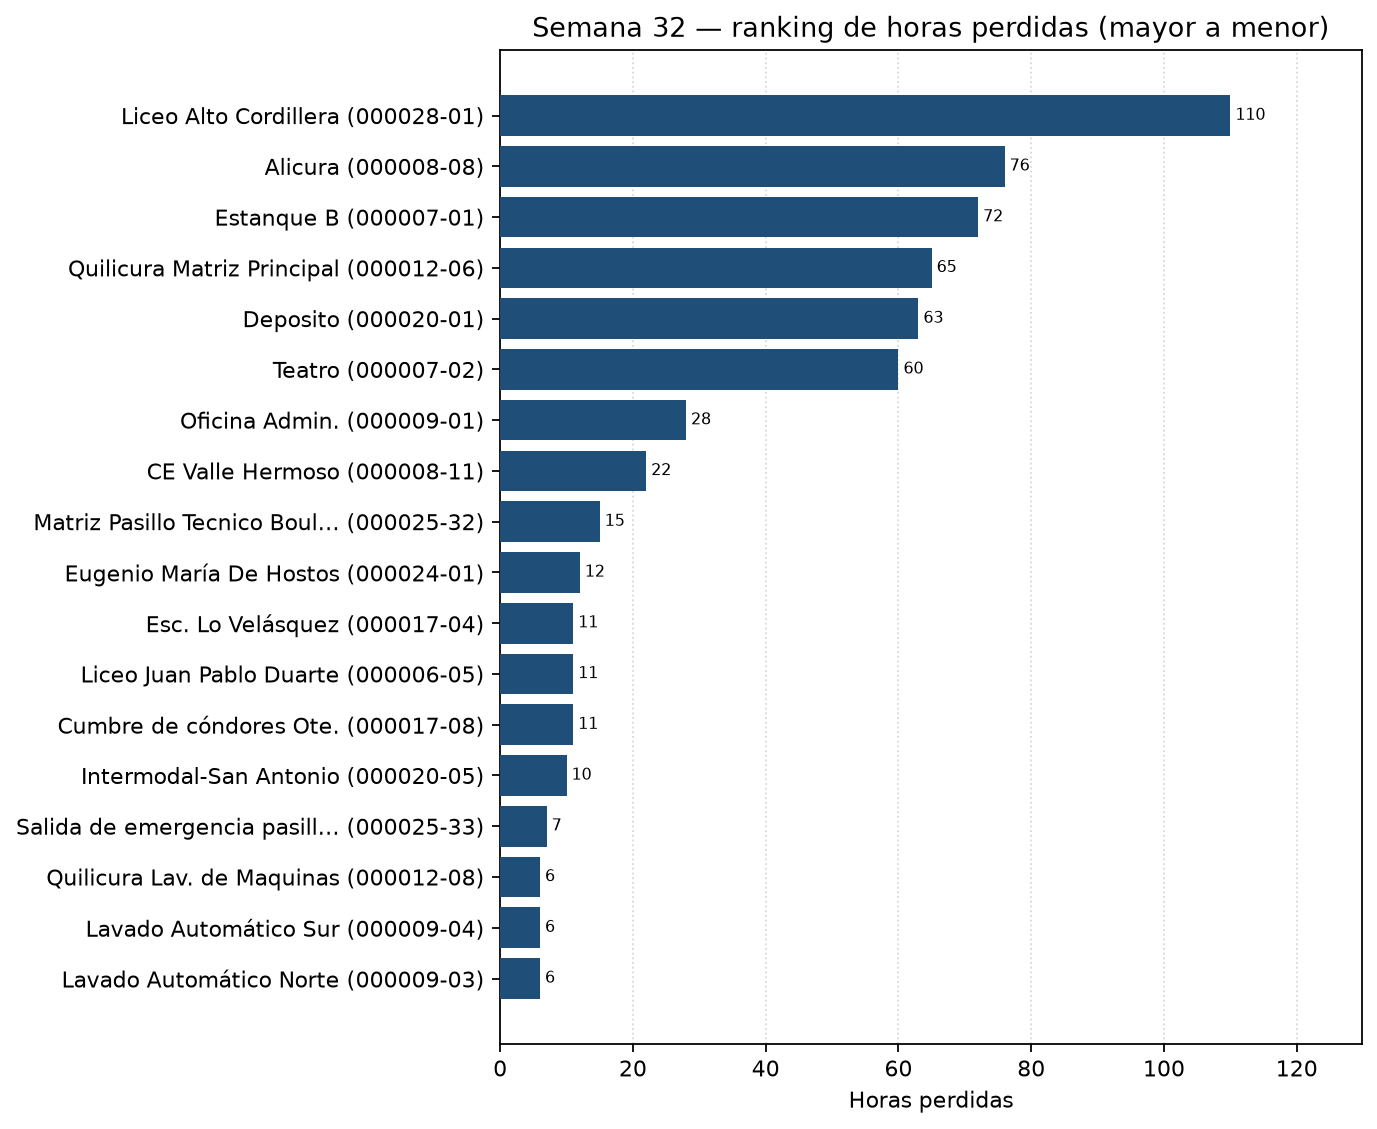 Semana 32 — ranking de horas perdidas (mayor a menor)
Liceo Alto Cordillera (000028-01) 110
Alicura (000008-08) 76
Estanque B (000007-01) 72
Quilicura Matriz Principal (000012-06) 65
Deposito (000020-01) 63
Teatro (000007-02) 60
Oficina Admin. (000009-01) 28
CE Valle Hermoso (000008-11) 22
Matriz Pasillo Tecnico Boul... (000025-32) 15
Eugenio María De Hostos (000024-01) 12
Esc. Lo Velásquez (000017-04) 11
Liceo Juan Pablo Duarte (000006-05) 11
Cumbre de cóndores Ote. (000017-08) 11
Intermodal-San Antonio (000020-05) 10
Salida de emergencia pasill... (000025-33) 7
Quilicura Lav. de Maquinas (000012-08) 6
Lavado Automático Sur (000009-04) 6
Lavado Automático Norte (000009-03) 6
0 20 40 60 80 100 120
Horas perdidas